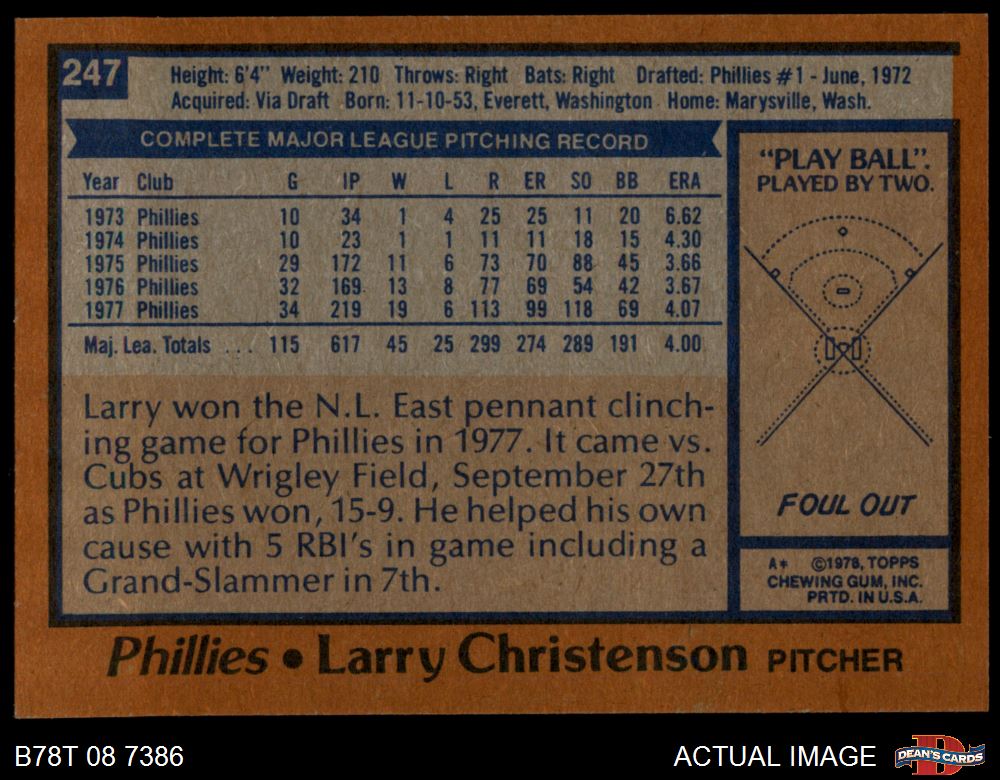 247
Height: 6'4" Weight: 210 Throws: Right Bats: Right Drafted: Phillies #1 - June, 1972
Acquired: Via Draft Born: 11-10-53, Everett, Washington Home: Marysville, Wash.
COMPLETE MAJOR LEAGUE PITCHING RECORD
Year Club G IP W L R ER SO BB ERA
1973 Phillies 10 34 1 4 25 25 11 20 6.62
1974 Phillies 10 23 1 1 11 11 18 15 4.30
1975 Phillies 29 172 11 6 73 70 88 45 3.66
1976 Phillies 32 169 13 8 77 69 54 42 3.67
1977 Phillies 34 219 19 6 113 99 118 69 4.07
Maj. Lea. Totals ... 115 617 45 25 299 274 289 191 4.00
Larry won the N.L. East pennant clinch-
ing game for Phillies in 1977. It came vs.
Cubs at Wrigley Field, September 27th
as Phillies won, 15-9. He helped his own
cause with 5 RBI's in game including a
Grand-Slammer in 7th.
"PLAY BALL".
PLAYED BY TWO.
FOUL OUT
A* ©1978, TOPPS
CHEWING GUM, INC.
PRTD. IN U.S.A.
Phillies • Larry Christenson PITCHER
B78T 08 7386
ACTUAL IMAGE
D
DEAN'S CARDS